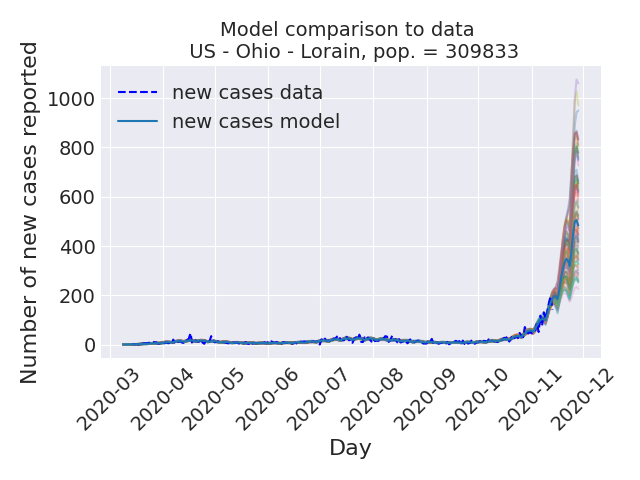 Model comparison to data
US - Ohio - Lorain, pop. = 309833
Number of new cases reported
1000
800
600
400
200
0
new cases data
new cases model
2020-03
2020-04
2020-05
2020-06
2020-07
2020-08
2020-09
2020-10
2020-11
2020-12
Day